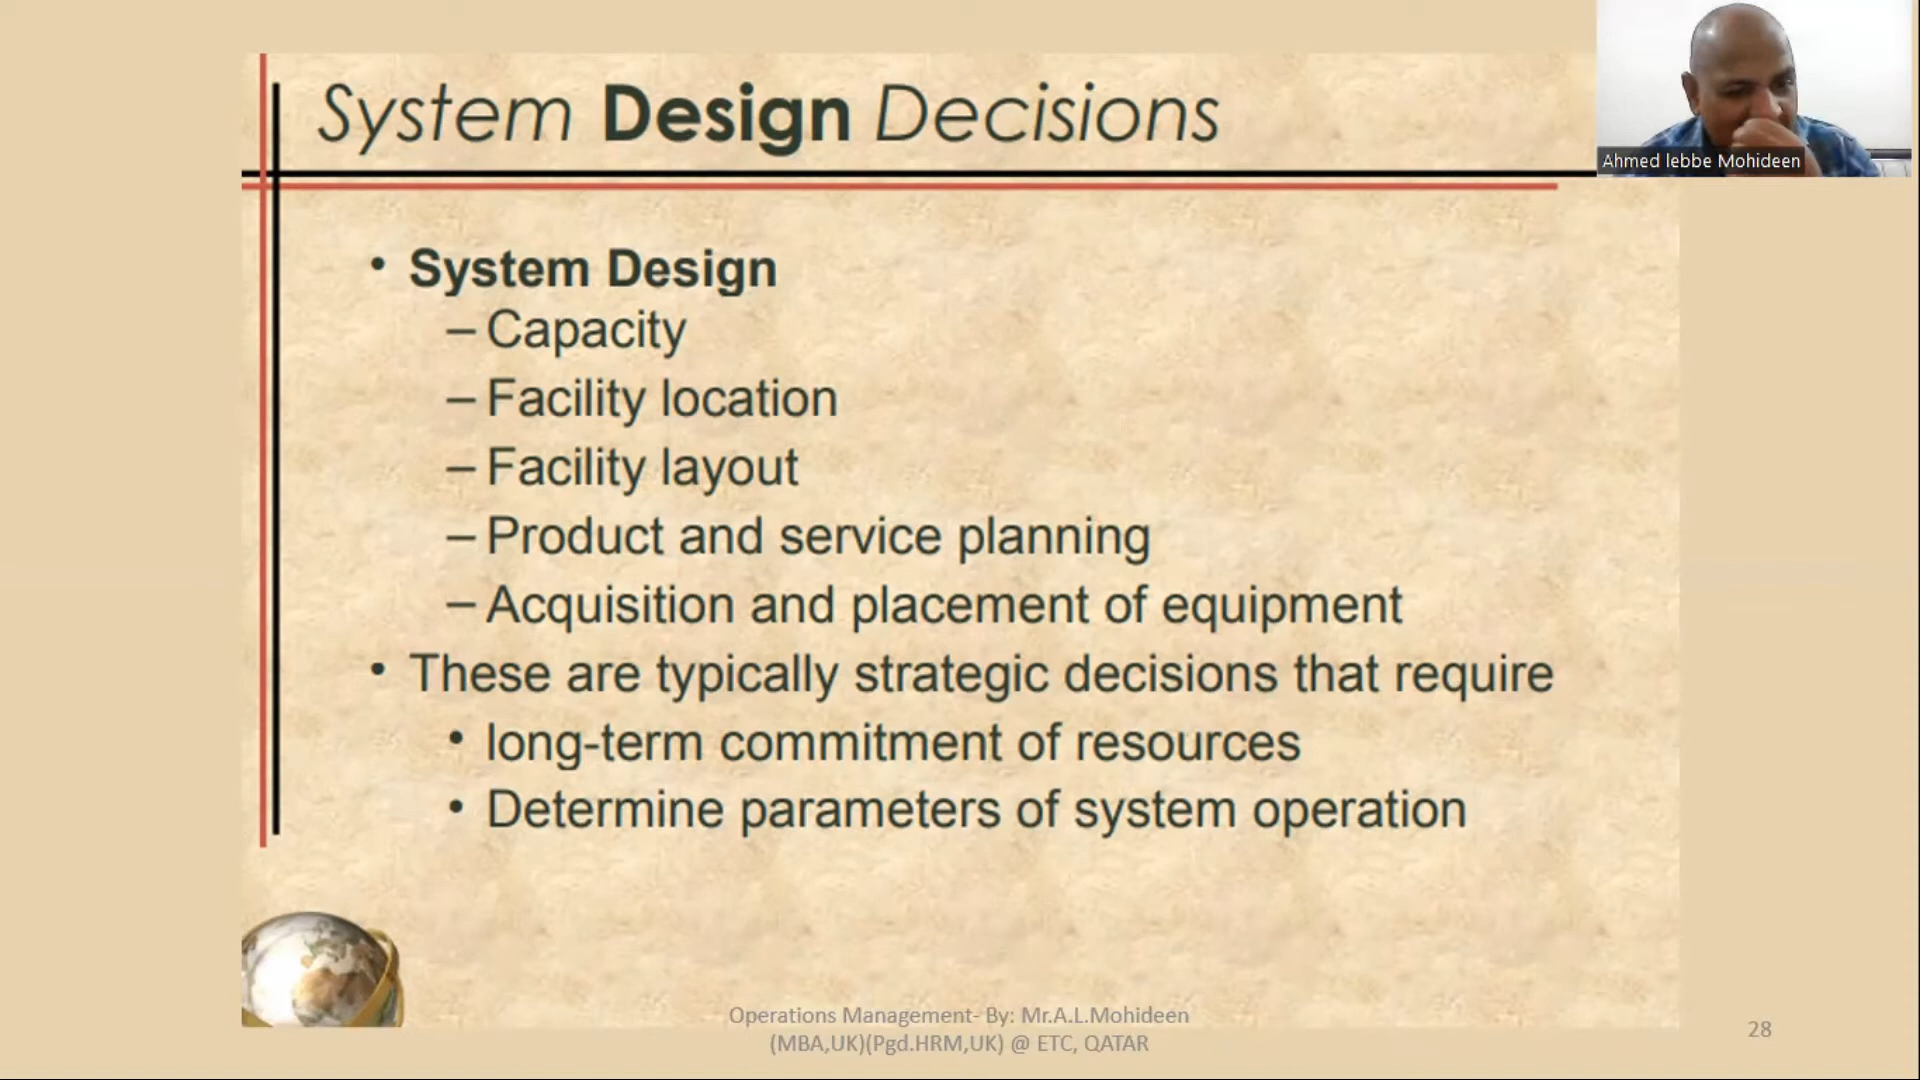 System Design Decisions
Ahmed lebbe Mohideen
• System Design
– Capacity
– Facility location
– Facility layout
– Product and service planning
– Acquisition and placement of equipment
• These are typically strategic decisions that require
• long-term commitment of resources
• Determine parameters of system operation
Operations Management- By: Mr.A.L.Mohideen
(MBA,UK)(Pgd.HRM,UK) @ ETC, QATAR
28